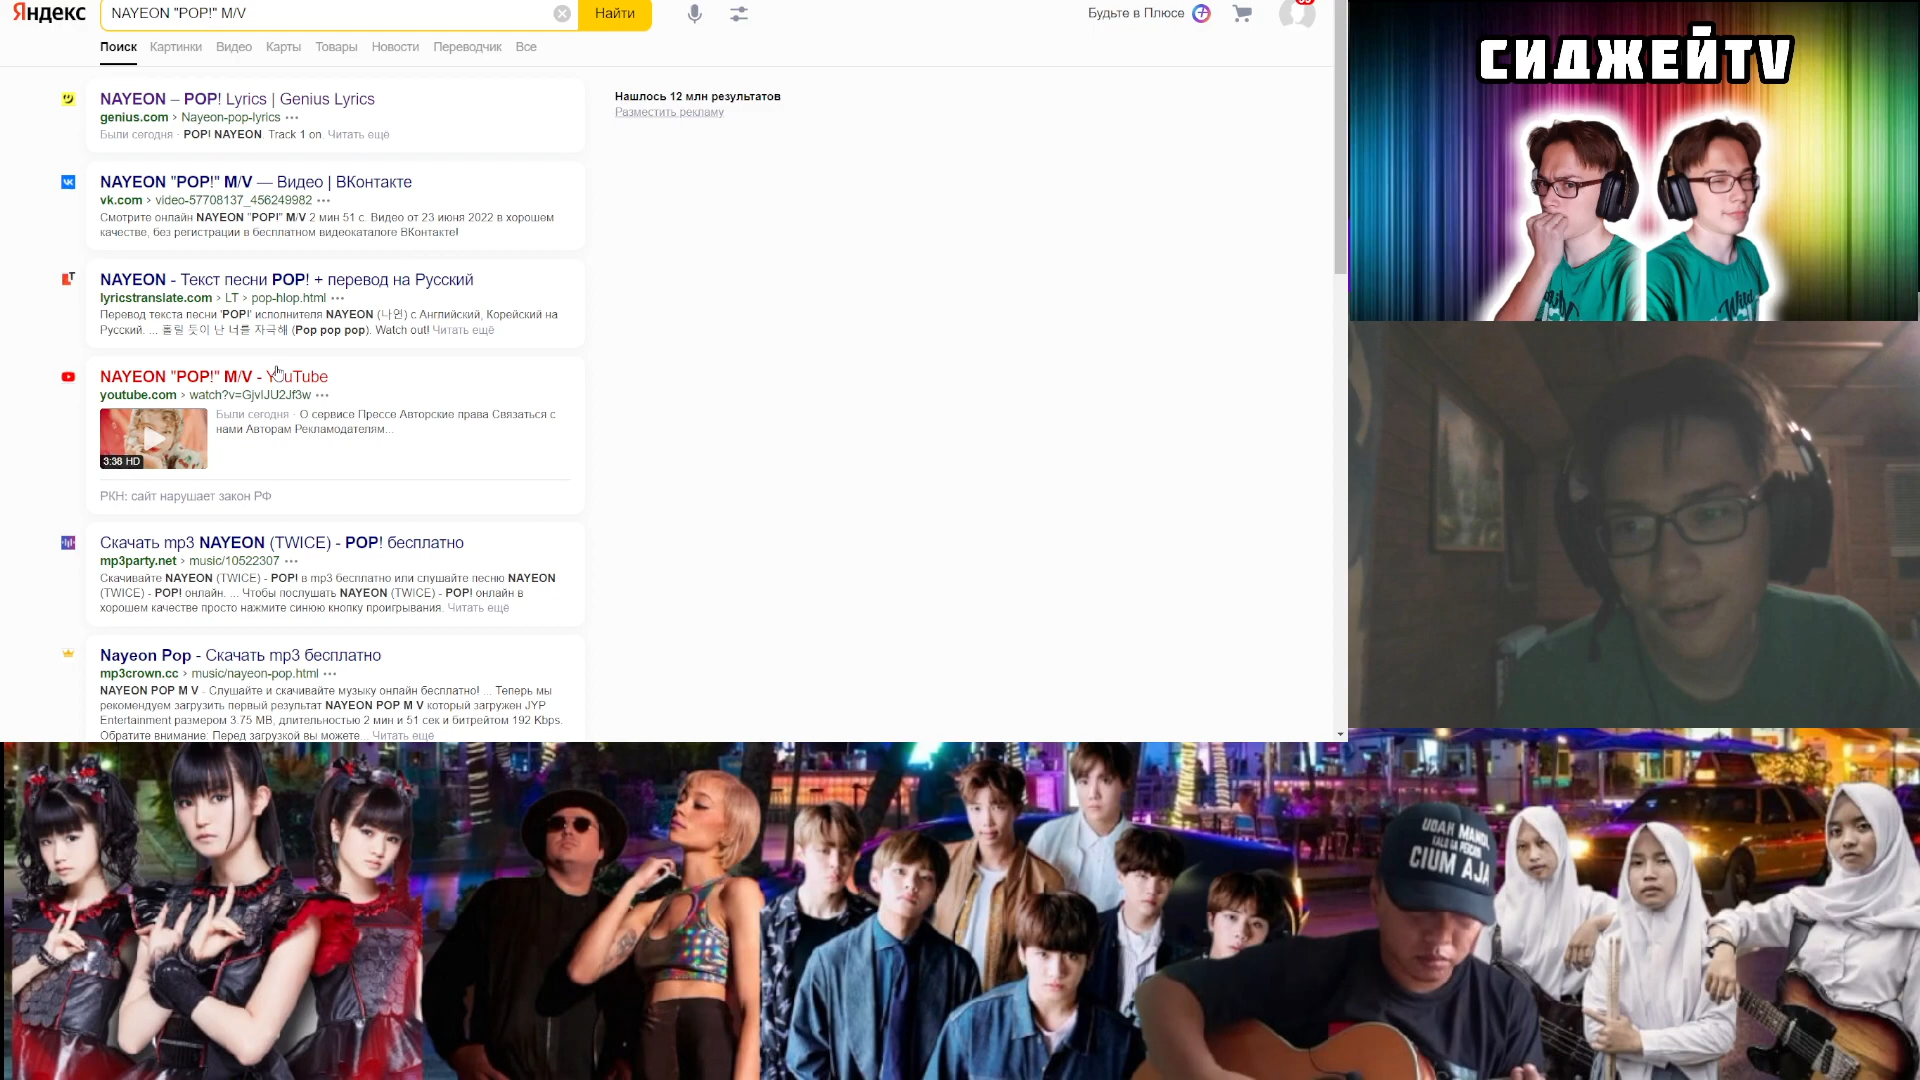 Яндекс
NAYEON "POP!" M/V
Найти
Будьте в Плюсе
Поиск Картинки Видео Карты Товары Новости Переводчик Все
NAYEON – POP! Lyrics | Genius Lyrics
genius.com › Nayeon-pop-lyrics
Были сегодня · POP! NAYEON. Track 1 on. Читать ещё
Нашлось 12 млн результатов
Разместить рекламу
NAYEON "POP!" M/V — Видео | ВКонтакте
vk.com › video-57708137_456249982
Смотрите онлайн NAYEON "POP!" M/V 2 мин 51 с. Видео от 23 июня 2022 в хорошем
качестве, без регистрации в бесплатном видеокаталоге ВКонтакте!
NAYEON - Текст песни POP! + перевод на Русский
lyricstranslate.com › LT › pop-hlop.html
Перевод текста песни 'POP!' исполнителя NAYEON (나연) с Английский, Корейский на
Русский. ... 홀릴 듯이 난 너를 자극해 (Pop pop pop). Watch out! Читать ещё
NAYEON "POP!" M/V - YouTube
youtube.com › watch?v=GjvIJU2Jf3w
Были сегодня · О сервисе Прессе Авторские права Связаться с
нами Авторам Рекламодателям...
3:38 HD
РКН: сайт нарушает закон РФ
Скачать mp3 NAYEON (TWICE) - POP! бесплатно
mp3party.net › music/10522307
Скачивайте NAYEON (TWICE) - POP! в mp3 бесплатно или слушайте песню NAYEON
(TWICE) - POP! онлайн. ... Чтобы послушать NAYEON (TWICE) - POP! онлайн в
хорошем качестве просто нажмите синюю кнопку проигрывания. Читать ещё
Nayeon Pop - Скачать mp3 бесплатно
mp3crown.cc › music/nayeon-pop.html
NAYEON POP M V - Слушайте и скачивайте музыку онлайн бесплатно! ... Теперь мы
рекомендуем загрузить первый результат NAYEON POP M V который загружен JYP
Entertainment размером 3.75 MB, длительностью 2 мин и 51 сек и битрейтом 192 Kbps.
Обратите внимание: Перед загрузкой вы можете... Читать ещё
СИДЖЕЙTV
Wild
UDAH MANDI,
CIUM AJA